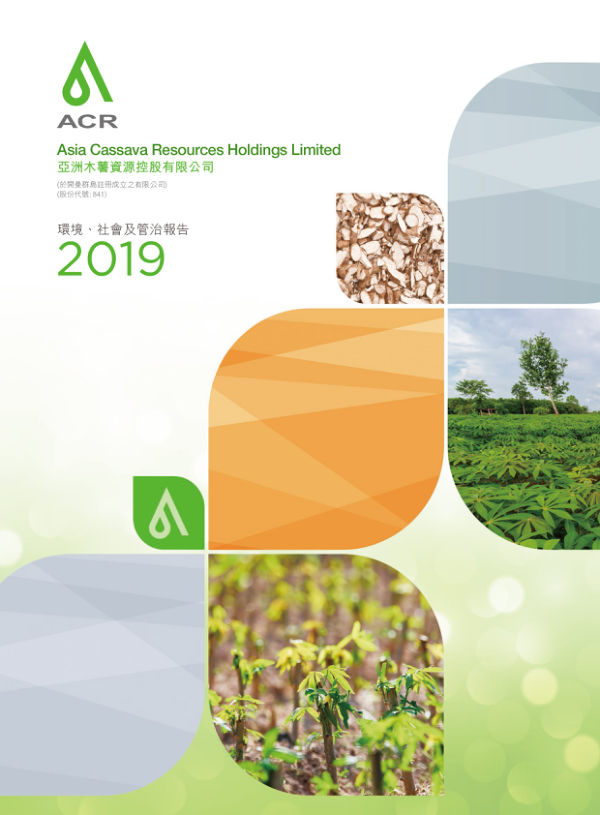 ACR
Asia Cassava Resources Holdings Limited
亞洲木薯資源控股有限公司
(於開曼群島註冊成立之有限公司)
(股份代號: 841)
環境、社會及管治報告
2019